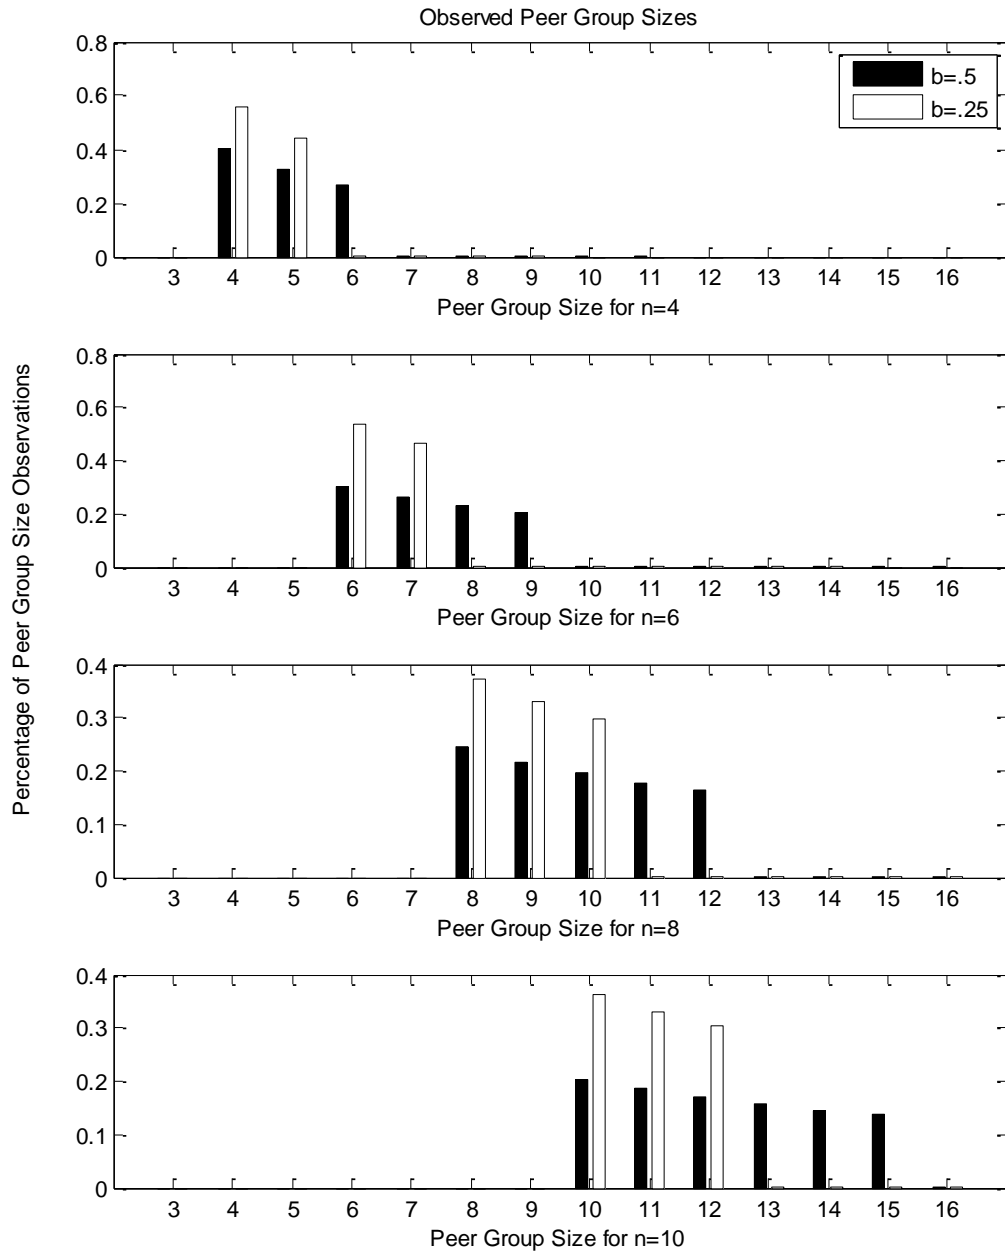 Observed Peer Group Sizes
0.8
0.6
0.4
0.2
0
b=.5
b=.25
3 4 5 6 7 8 9 10 11 12 13 14 15 16
Peer Group Size for n=4
Percentage of Peer Group Size Observations
0.8
0.6
0.4
0.2
0
3 4 5 6 7 8 9 10 11 12 13 14 15 16
Peer Group Size for n=6
0.4
0.3
0.2
0.1
0
3 4 5 6 7 8 9 10 11 12 13 14 15 16
Peer Group Size for n=8
0.4
0.3
0.2
0.1
0
3 4 5 6 7 8 9 10 11 12 13 14 15 16
Peer Group Size for n=10